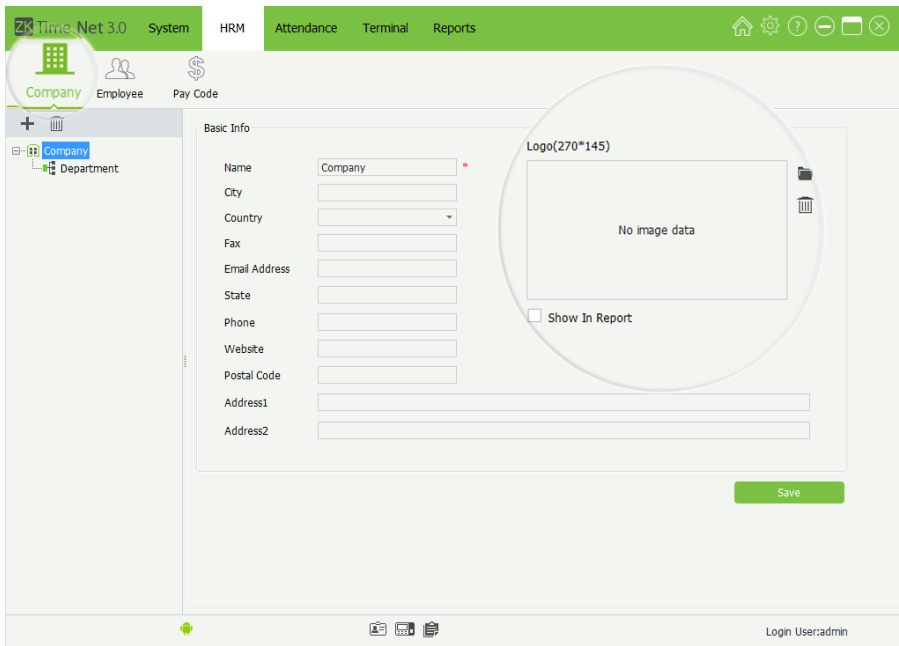 ZK Time.Net 3.0 System HRM Attendance Terminal Reports
Company Employee Pay Code
Company
Department
Basic Info
Name Company *
City
Country
Fax
Email Address
State
Phone
Website
Postal Code
Address1
Address2
Logo(270*145)
No image data
Show In Report
Save
Login User:admin